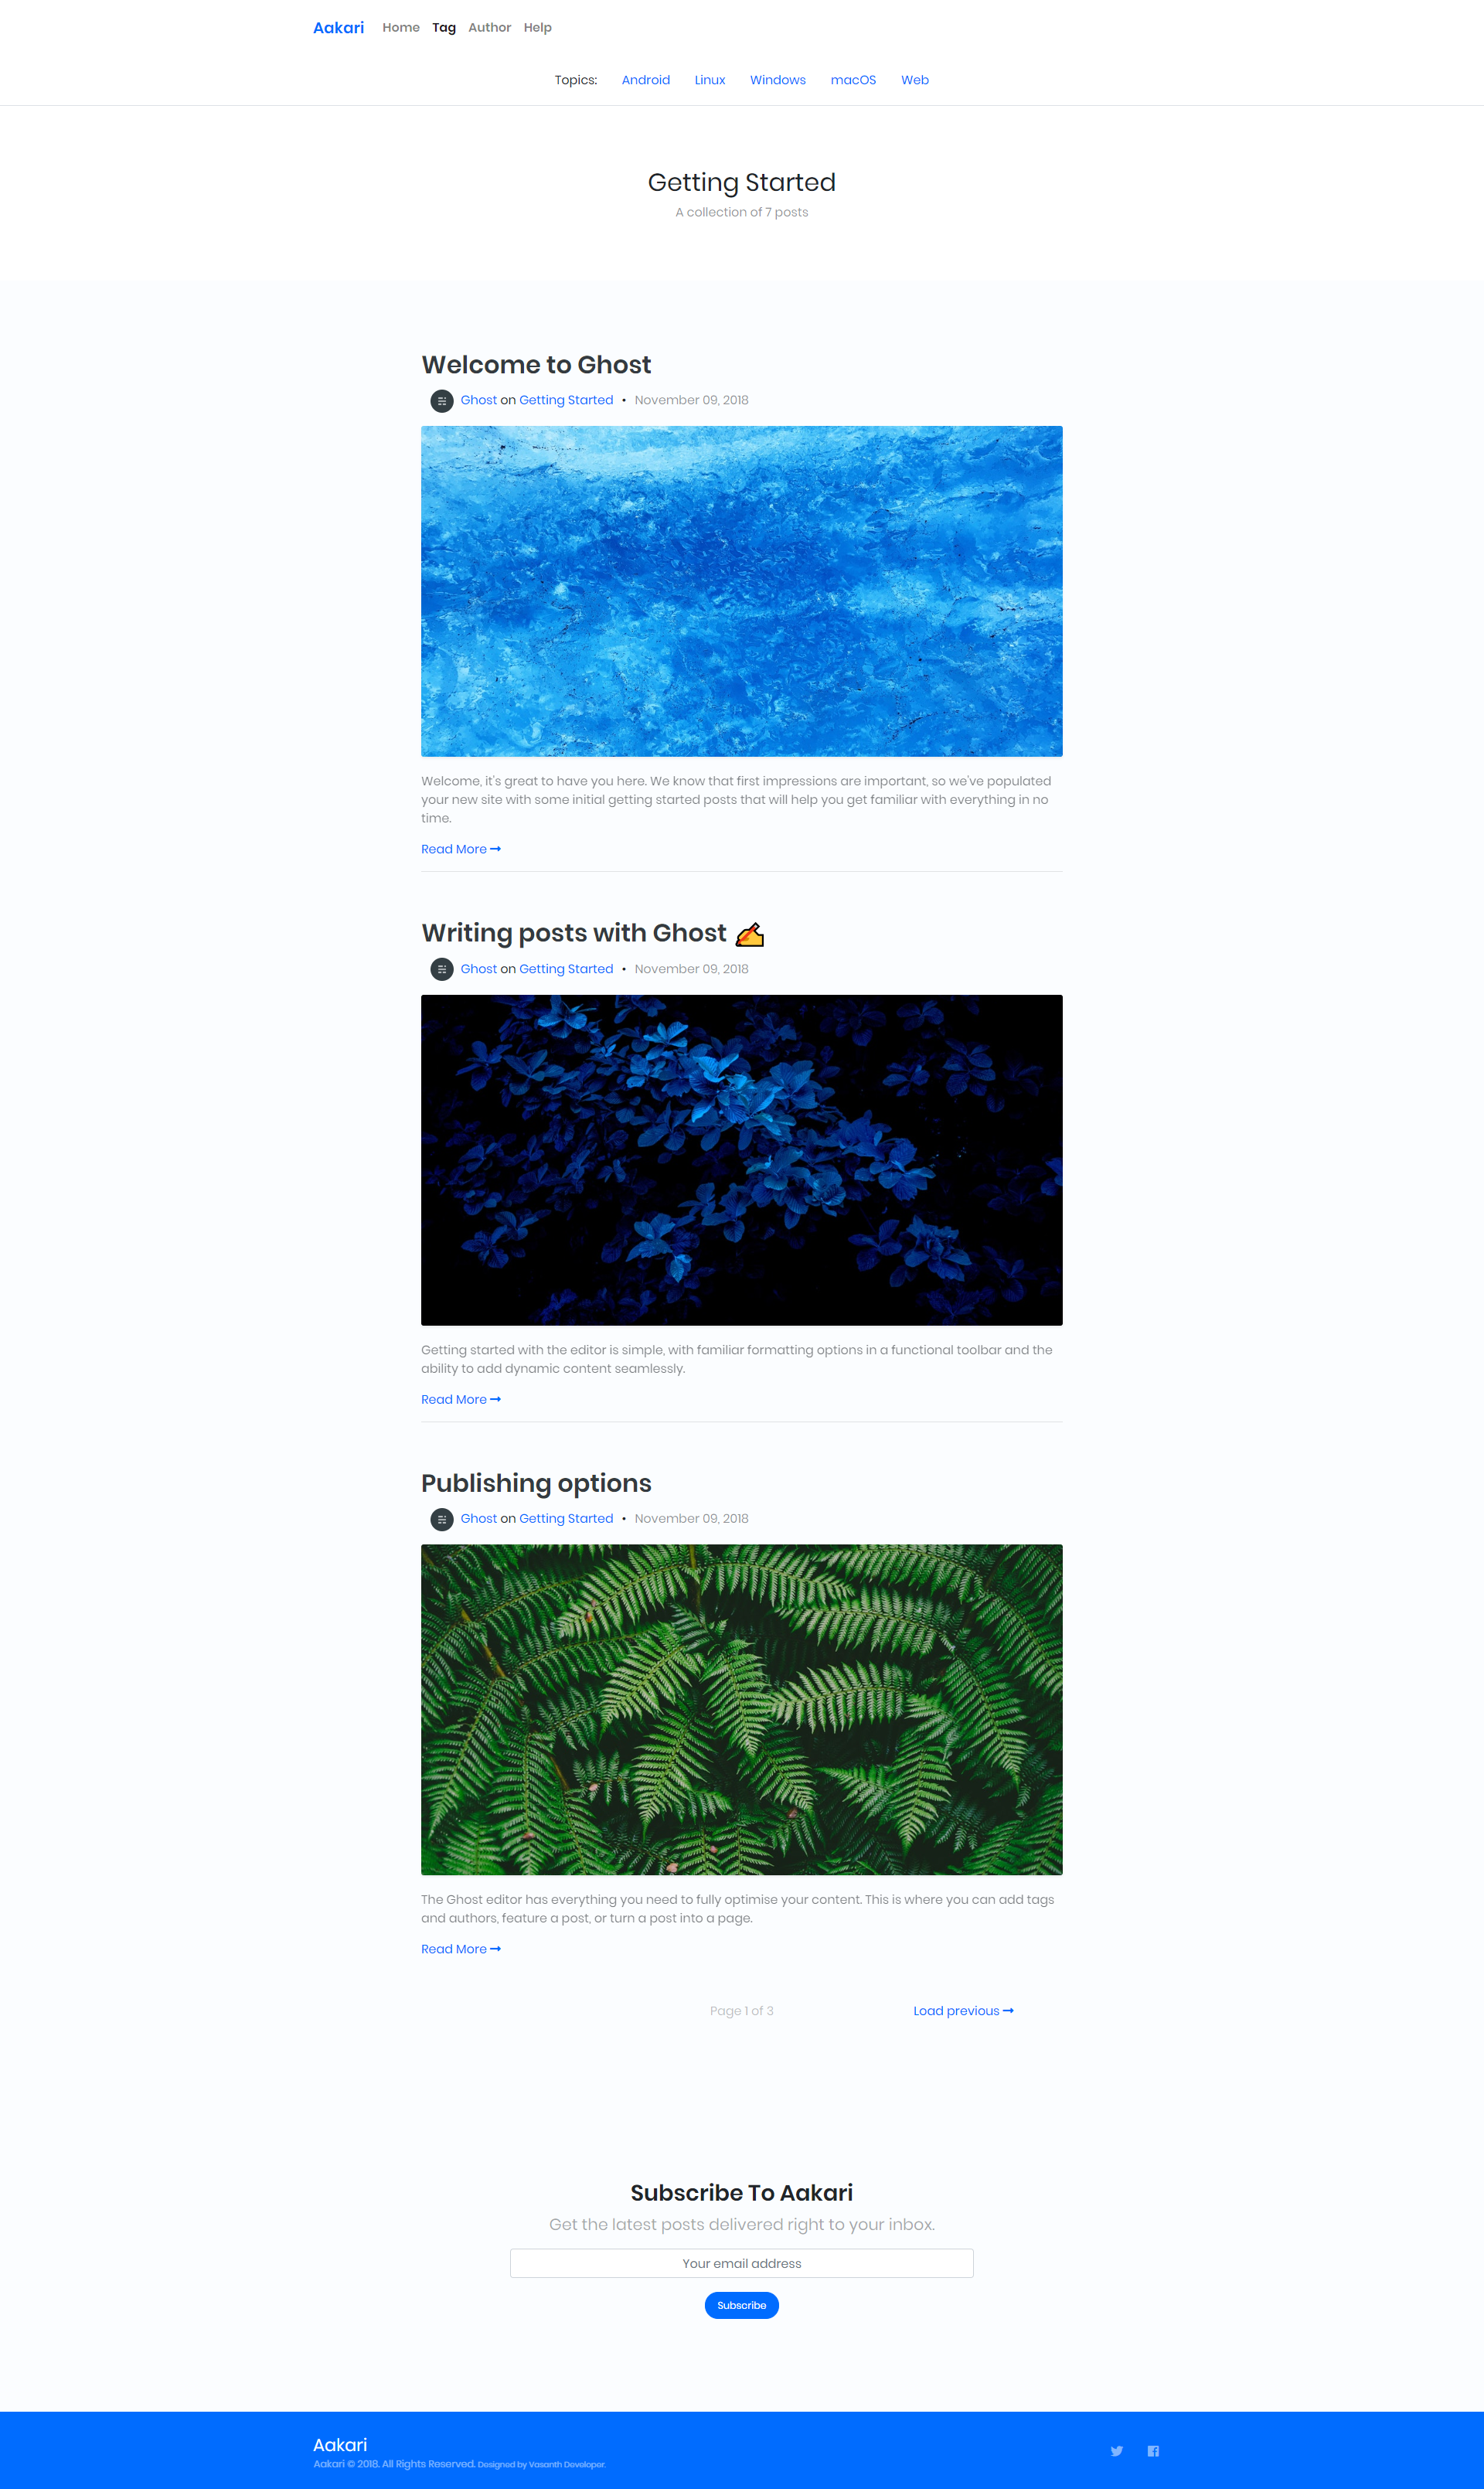 Aakari Home Tag Author Help
Topics: Android Linux Windows macOS Web
Getting Started
A collection of 7 posts
Welcome to Ghost
Ghost on Getting Started • November 09, 2018
Welcome, it's great to have you here. We know that first impressions are important, so we've populated
your new site with some initial getting started posts that will help you get familiar with everything in no
time.
Read More →
Writing posts with Ghost ✍️
Ghost on Getting Started • November 09, 2018
Getting started with the editor is simple, with familiar formatting options in a functional toolbar and the
ability to add dynamic content seamlessly.
Read More →
Publishing options
Ghost on Getting Started • November 09, 2018
The Ghost editor has everything you need to fully optimise your content. This is where you can add tags
and authors, feature a post, or turn a post into a page.
Read More →
Page 1 of 3 Load previous →
Subscribe To Aakari
Get the latest posts delivered right to your inbox.
Your email address
Subscribe
Aakari
Aakari © 2018. All Rights Reserved. Designed by Vasanth Developer.